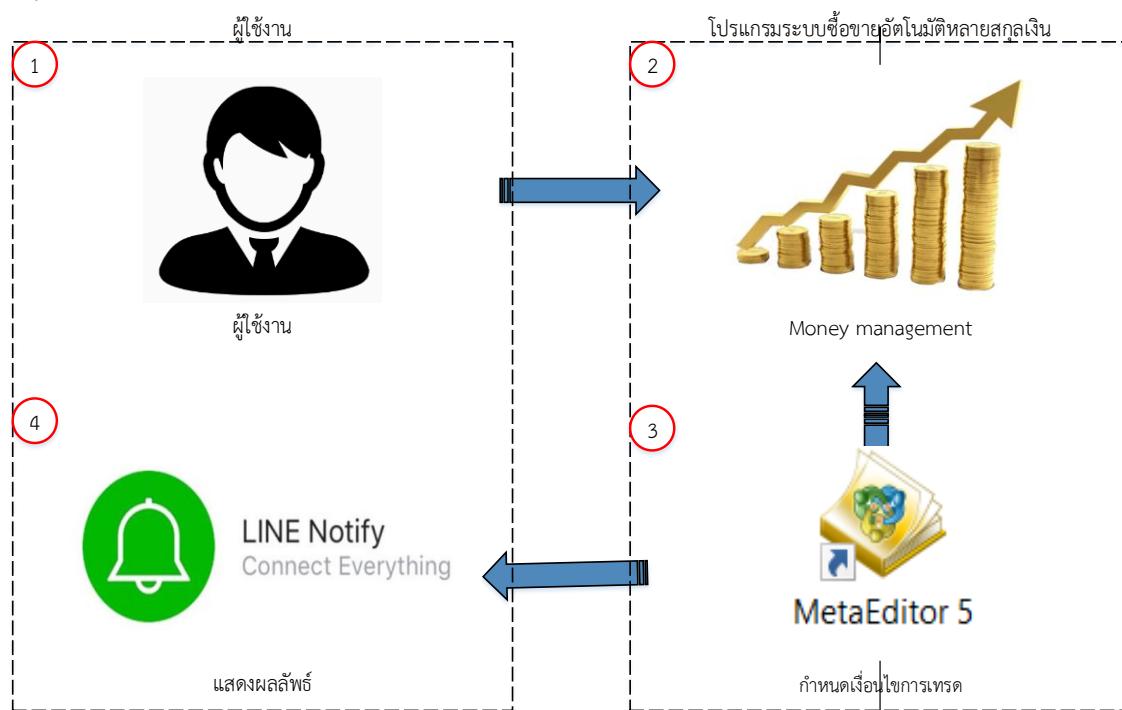 ผู้ใช้งาน
โปรแกรมระบบซื้อขายอัตโนมัติหลายสกุลเงิน
1
2
ผู้ใช้งาน
Money management
4
3
LINE Notify
Connect Everything
MetaEditor 5
แสดงผลลัพธ์
กำหนดเงื่อนไขการเทรด